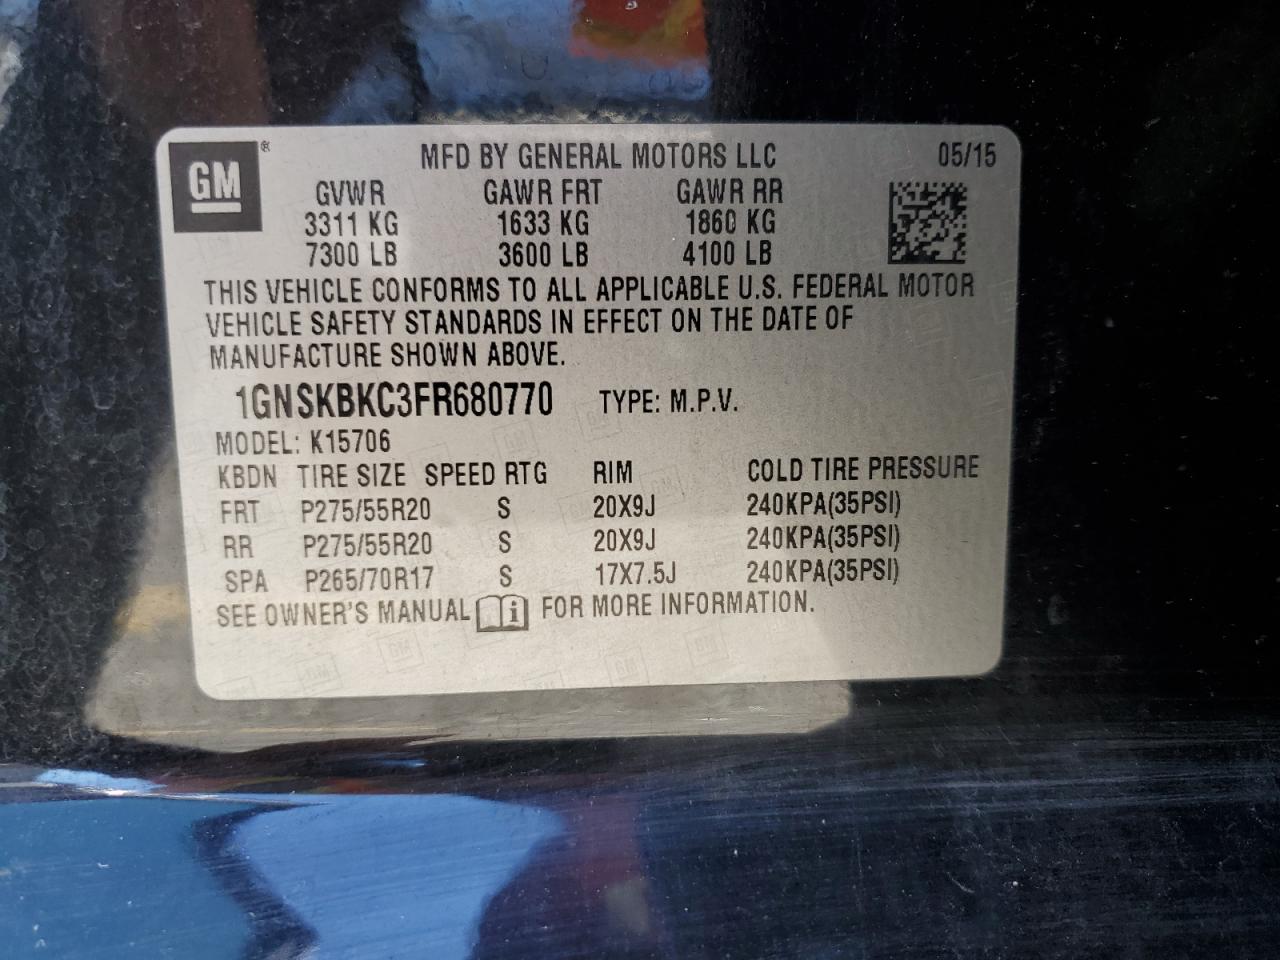 GM® MFD BY GENERAL MOTORS LLC 05/15
GVWR GAWR FRT GAWR RR
3311 KG 1633 KG 1860 KG
7300 LB 3600 LB 4100 LB
THIS VEHICLE CONFORMS TO ALL APPLICABLE U.S. FEDERAL MOTOR
VEHICLE SAFETY STANDARDS IN EFFECT ON THE DATE OF
MANUFACTURE SHOWN ABOVE.
1GNSKBKC3FR680770 TYPE: M.P.V.
MODEL: K15706
KBDN TIRE SIZE SPEED RTG RIM COLD TIRE PRESSURE
FRT P275/55R20 S 20X9J 240KPA(35PSI)
RR P275/55R20 S 20X9J 240KPA(35PSI)
SPA P265/70R17 S 17X7.5J 240KPA(35PSI)
SEE OWNER'S MANUAL i FOR MORE INFORMATION.